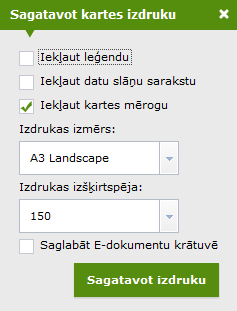 Sagatavot kartes izdruku
Iekļaut leģendu
Iekļaut datu slāņu sarakstu
Iekļaut kartes mērogu
Izdrukas izmērs:
A3 Landscape
Izdrukas izšķirtspēja:
150
Saglabāt E-dokumentu krātuvē
Sagatavot izdruku